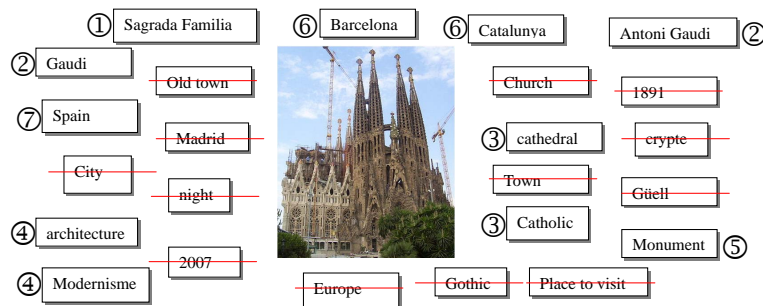 ① Sagrada Familia ⑥ Barcelona ⑥ Catalunya Antoni Gaudi ②
② Gaudi
Old town Church
1891
⑦ Spain
Madrid ③ cathedral crypte
City Town
night Güell
④ architecture ③ Catholic
2007 Monument ⑤
④ Modernisme Europe Gothic Place to visit